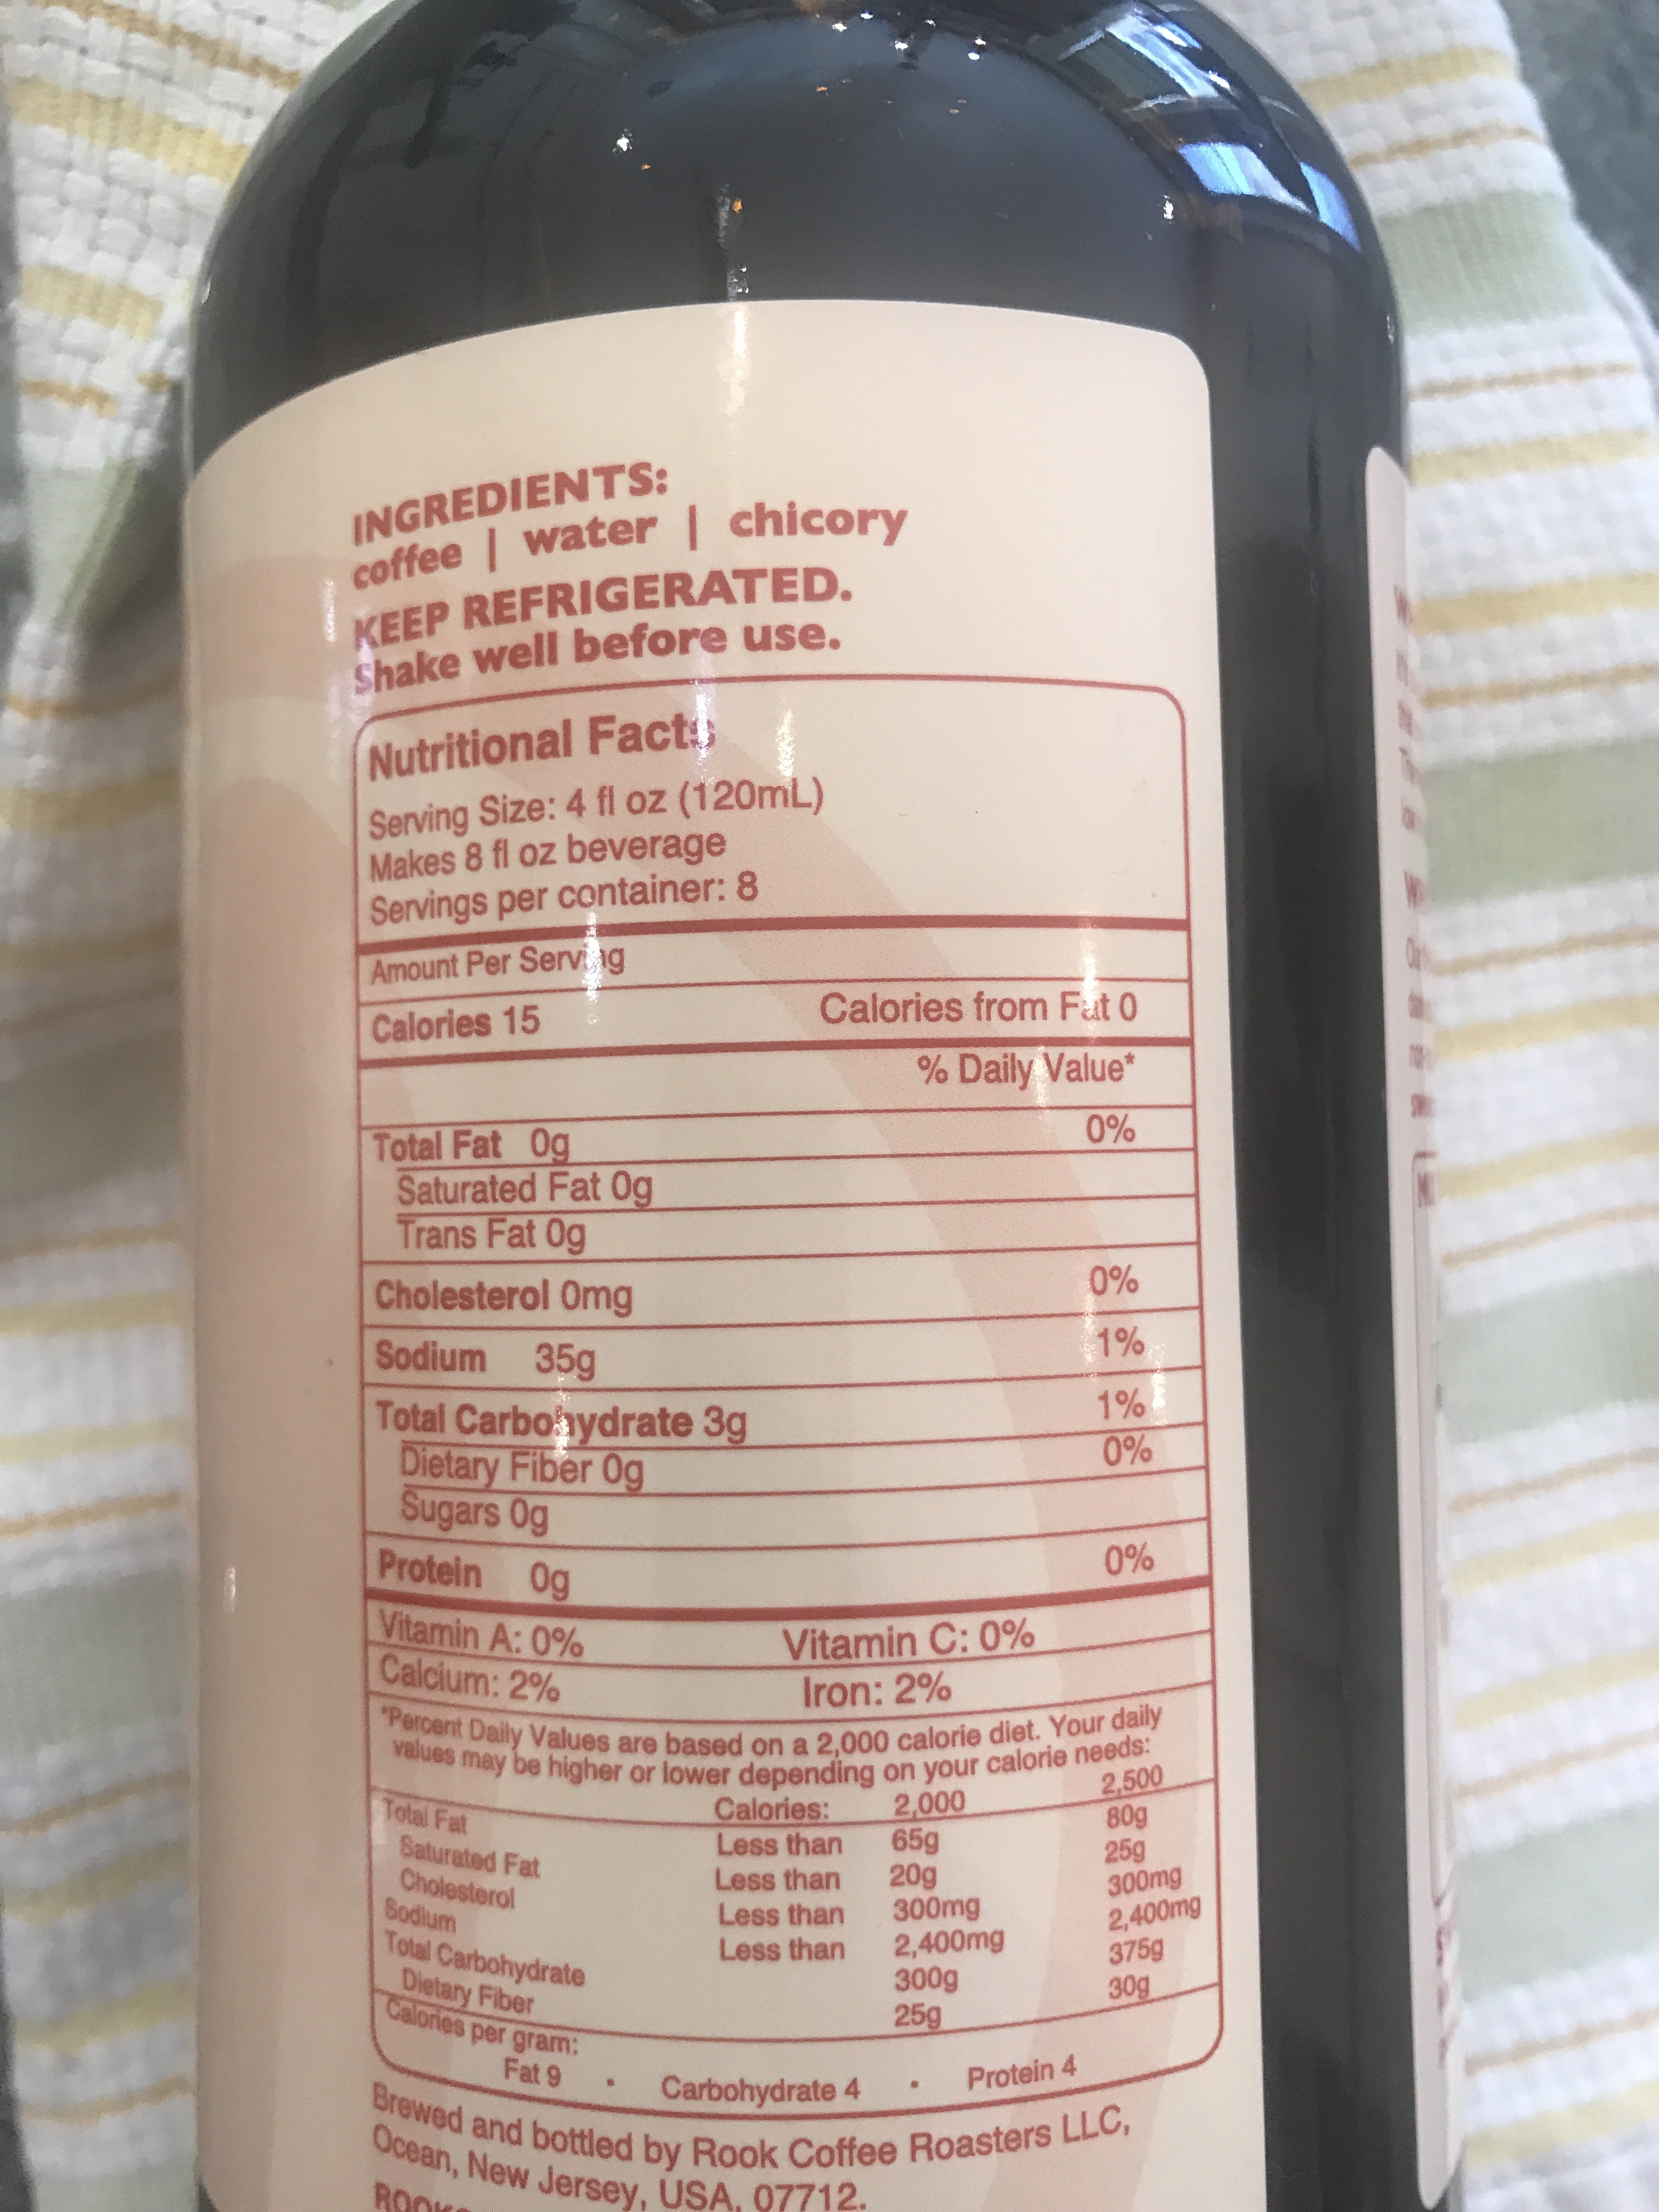 INGREDIENTS:
coffee | water | chicory
KEEP REFRIGERATED.
Shake well before use.
Nutritional Facts
Serving Size: 4 fl oz (120mL)
Makes 8 fl oz beverage
Servings per container: 8
Amount Per Serving
Calories 15 Calories from Fat 0
% Daily Value*
Total Fat 0g 0%
Saturated Fat 0g
Trans Fat 0g
Cholesterol 0mg 0%
Sodium 35g 1%
Total Carbohydrate 3g 1%
Dietary Fiber 0g 0%
Sugars 0g
Protein 0g 0%
Vitamin A: 0% Vitamin C: 0%
Calcium: 2% Iron: 2%
*Percent Daily Values are based on a 2,000 calorie diet. Your daily
values may be higher or lower depending on your calorie needs:
Calories: 2,000 2,500
Total Fat Less than 65g 80g
Saturated Fat Less than 20g 25g
Cholesterol Less than 300mg 300mg
Sodium Less than 2,400mg 2,400mg
Total Carbohydrate 300g 375g
Dietary Fiber 25g 30g
Calories per gram:
Fat 9 • Carbohydrate 4 • Protein 4
Brewed and bottled by Rook Coffee Roasters LLC,
Ocean, New Jersey, USA, 07712.